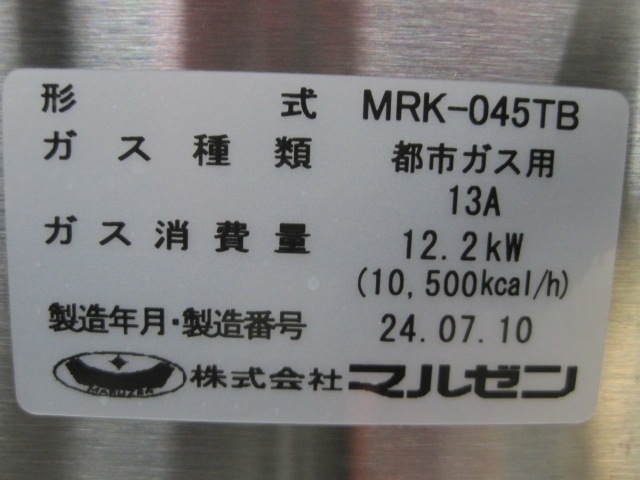 形式 MRK-045TB
ガス種類 都市ガス用
13A
ガス消費量 12.2kW
(10,500kcal/h)
製造年月・製造番号 24.07.10
MARUZEN 株式会社マルゼン